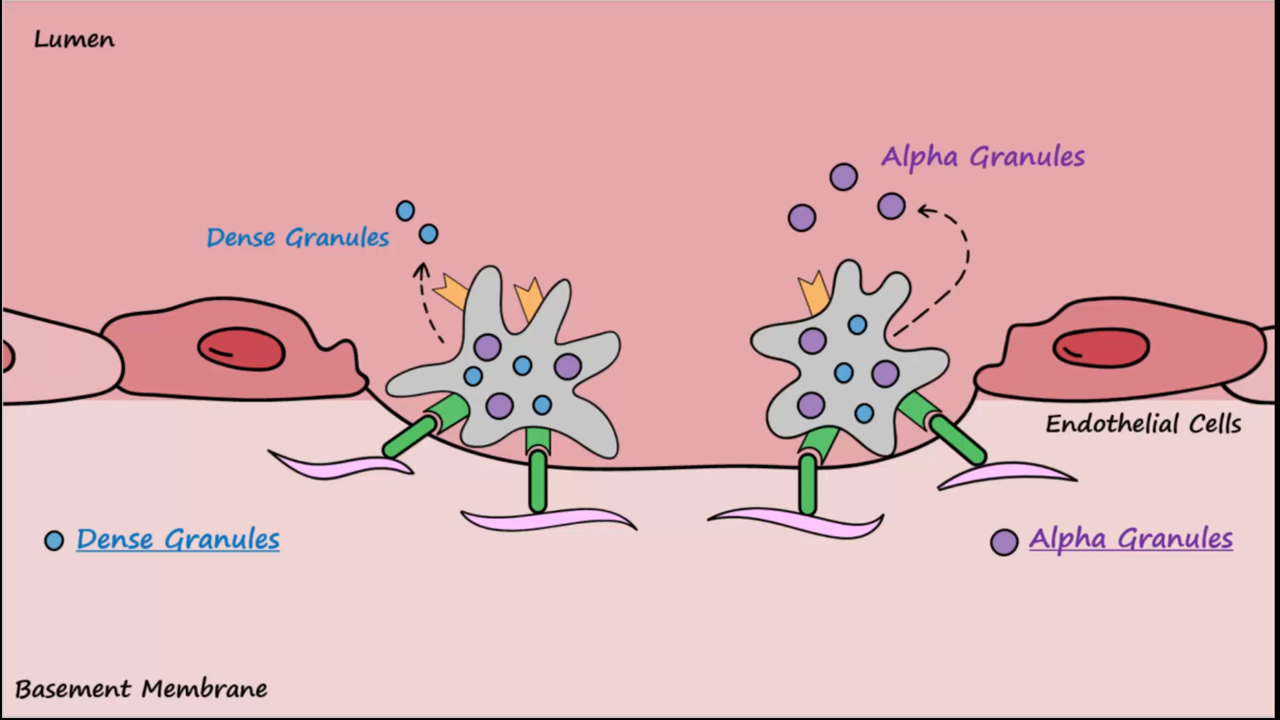 Lumen
Alpha Granules
Dense Granules
Endothelial Cells
Dense Granules
Alpha Granules
Basement Membrane